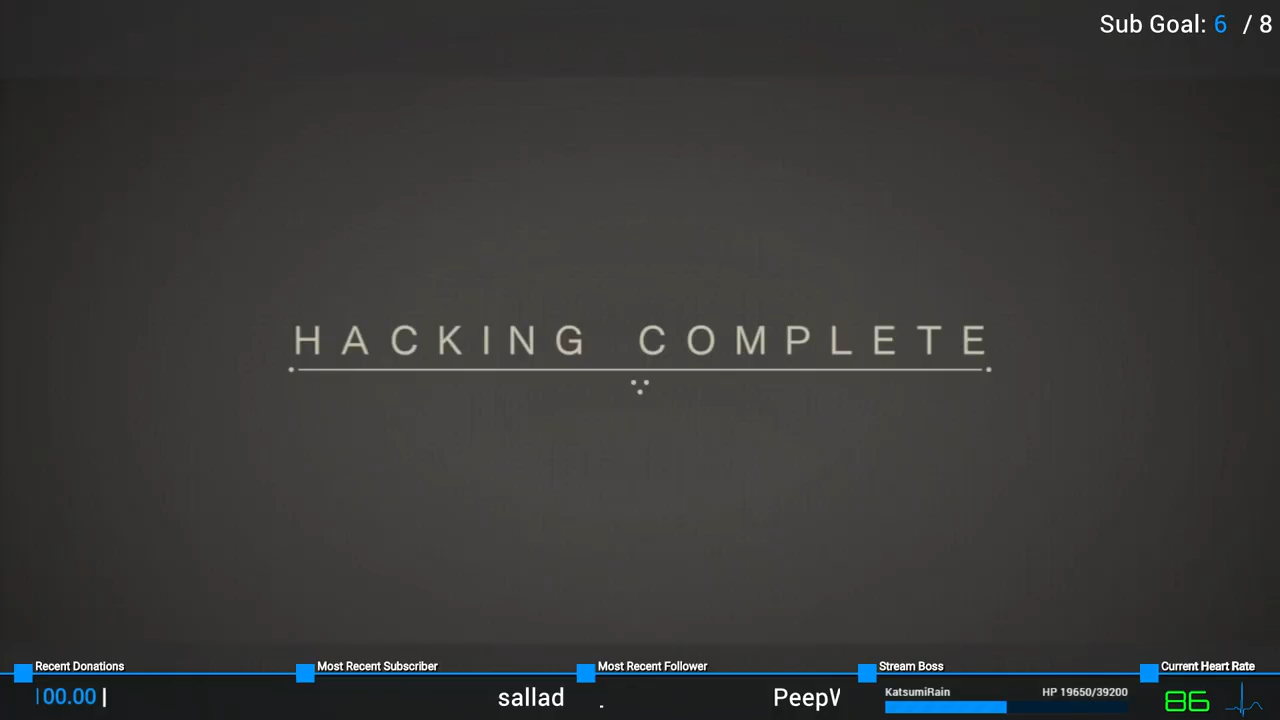 Sub Goal: 6 / 8
HACKING COMPLETE
Recent Donations
Most Recent Subscriber
Most Recent Follower
Stream Boss
Current Heart Rate
00.00 |
sallad
.
PeepV
KatsumiRain
HP 19650/39200
86